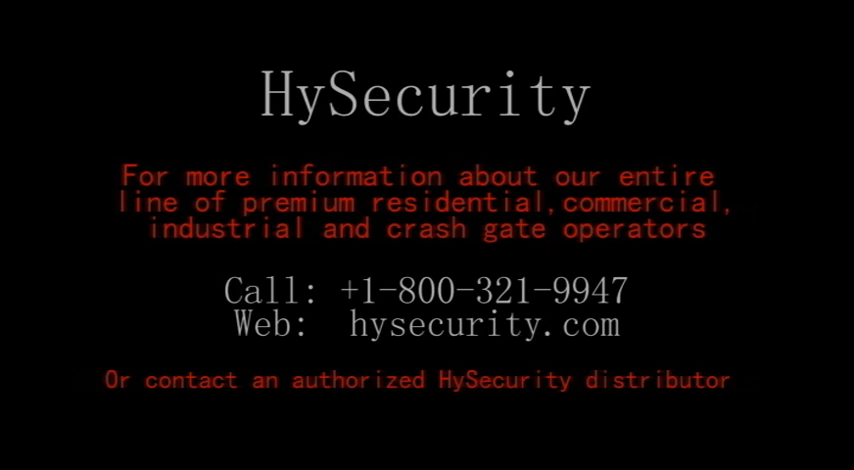 HySecurity
For more information about our entire
line of premium residential,commercial,
industrial and crash gate operators
Call: +1-800-321-9947
Web: hysecurity.com
Or contact an authorized HySecurity distributor